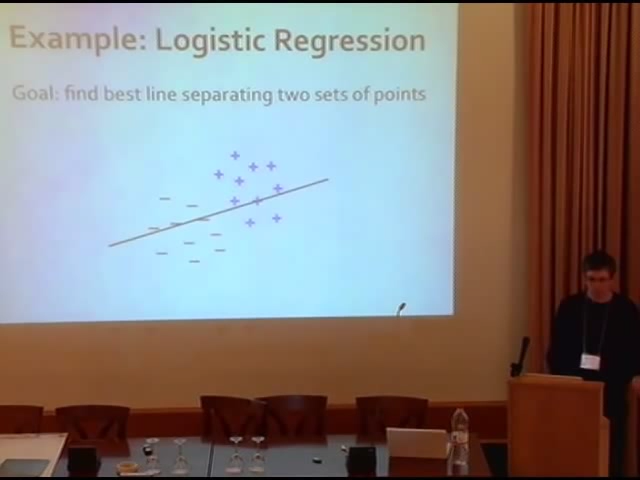 Example: Logistic Regression
Goal: find best line separating two sets of points